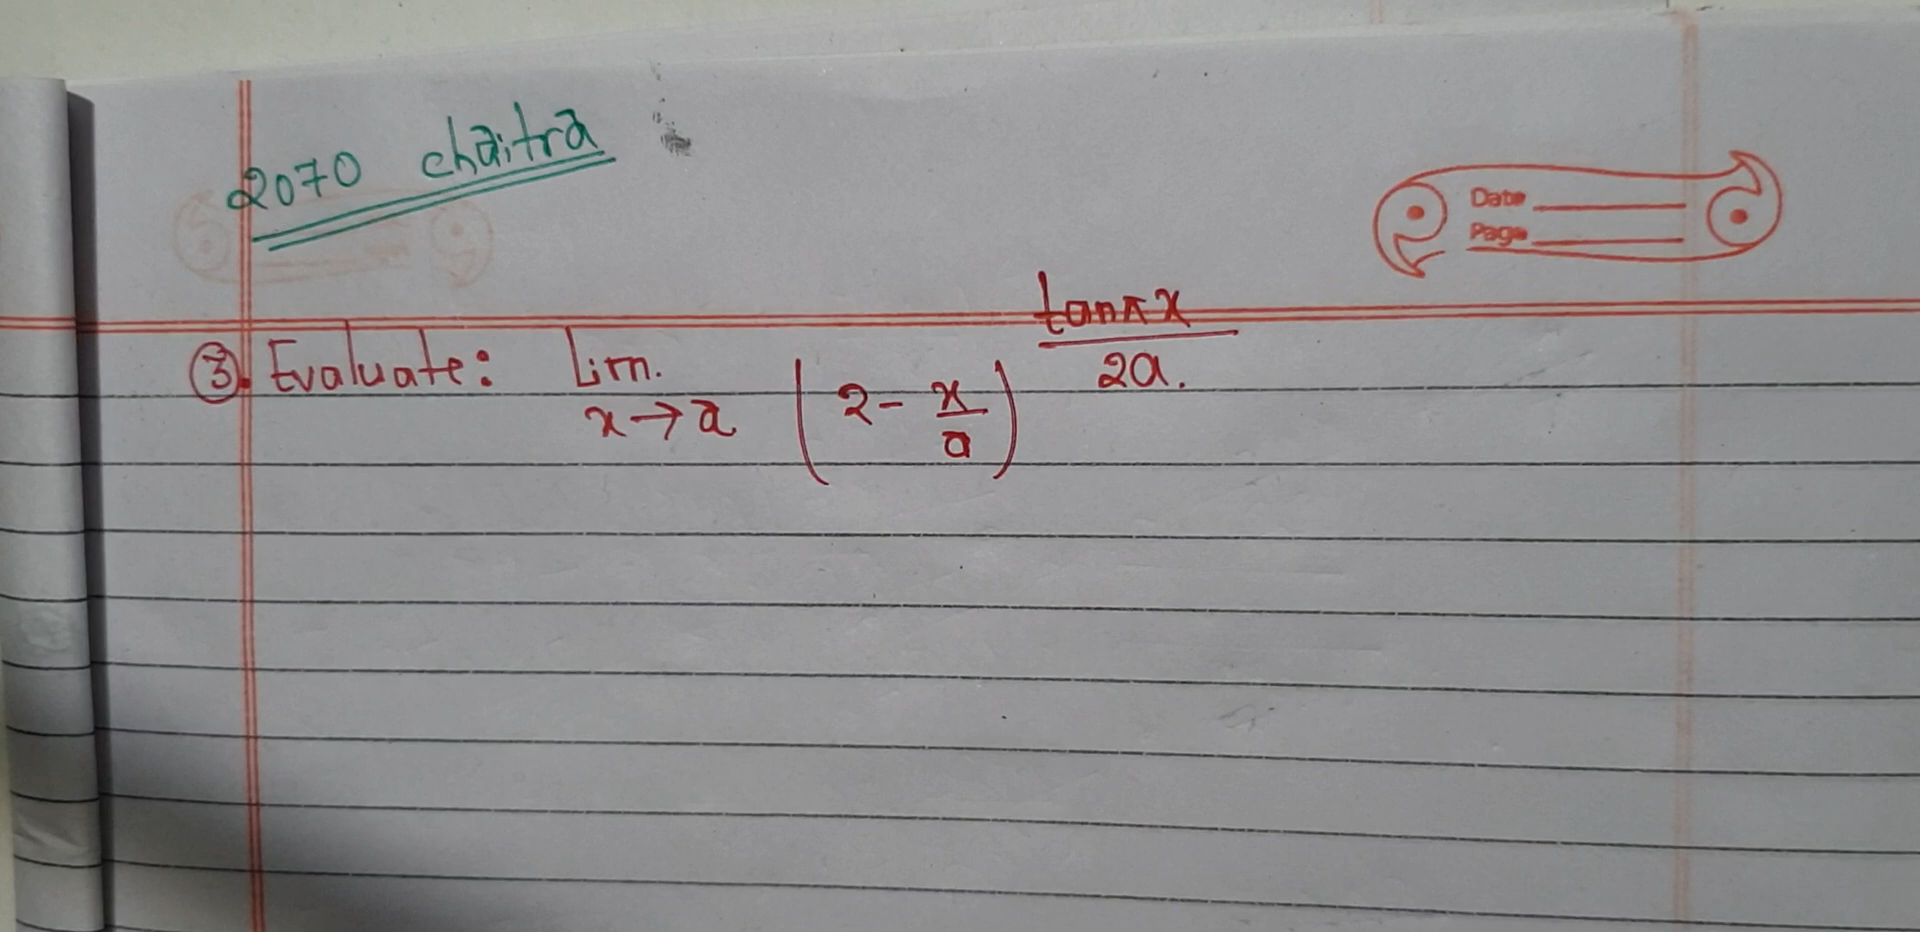 2070 chaitra
Date
Page
③. Evaluate: Lim. x→a (2 - x/a)^(tanπx/2a.)